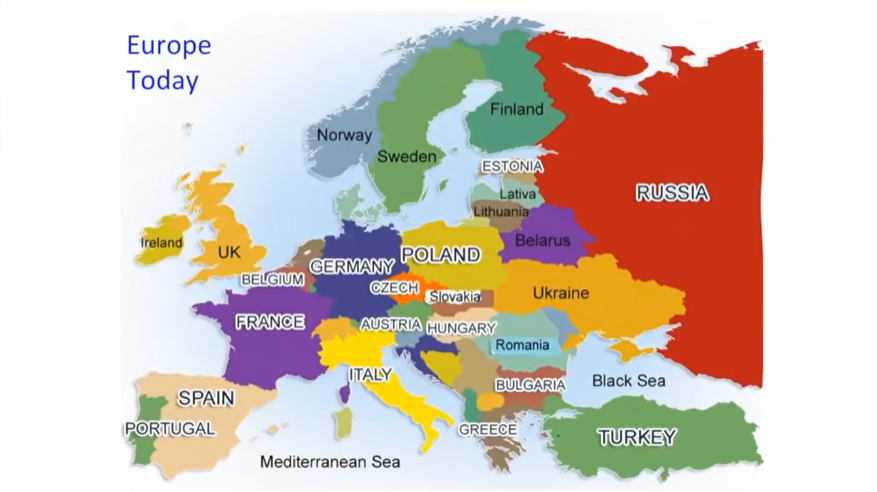 Europe
Today
Finland
Norway
Sweden
ESTONIA
RUSSIA
Lativa
Lithuania
Belarus
Ireland
UK
POLAND
GERMANY
BELGIUM
CZECH
Slovakia
Ukraine
FRANCE
AUSTRIA
HUNGARY
Romania
ITALY
BULGARIA
Black Sea
SPAIN
PORTUGAL
GREECE
TURKEY
Mediterranean Sea